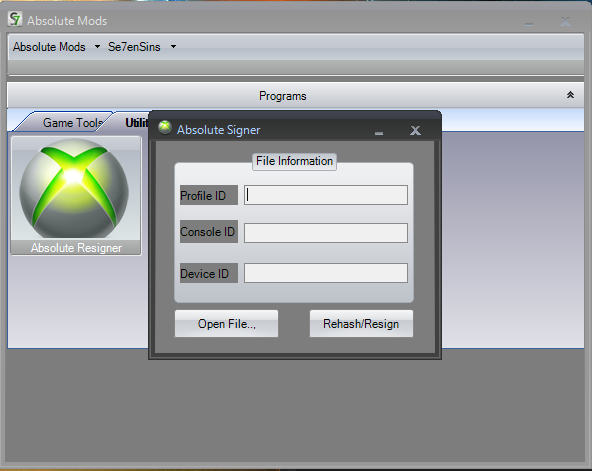 Absolute Mods
Absolute Mods Se7enSins
Programs
Game Tools Utilit
Absolute Resigner
Absolute Signer
File Information
Profile ID
Console ID
Device ID
Open File..,
Rehash/Resign